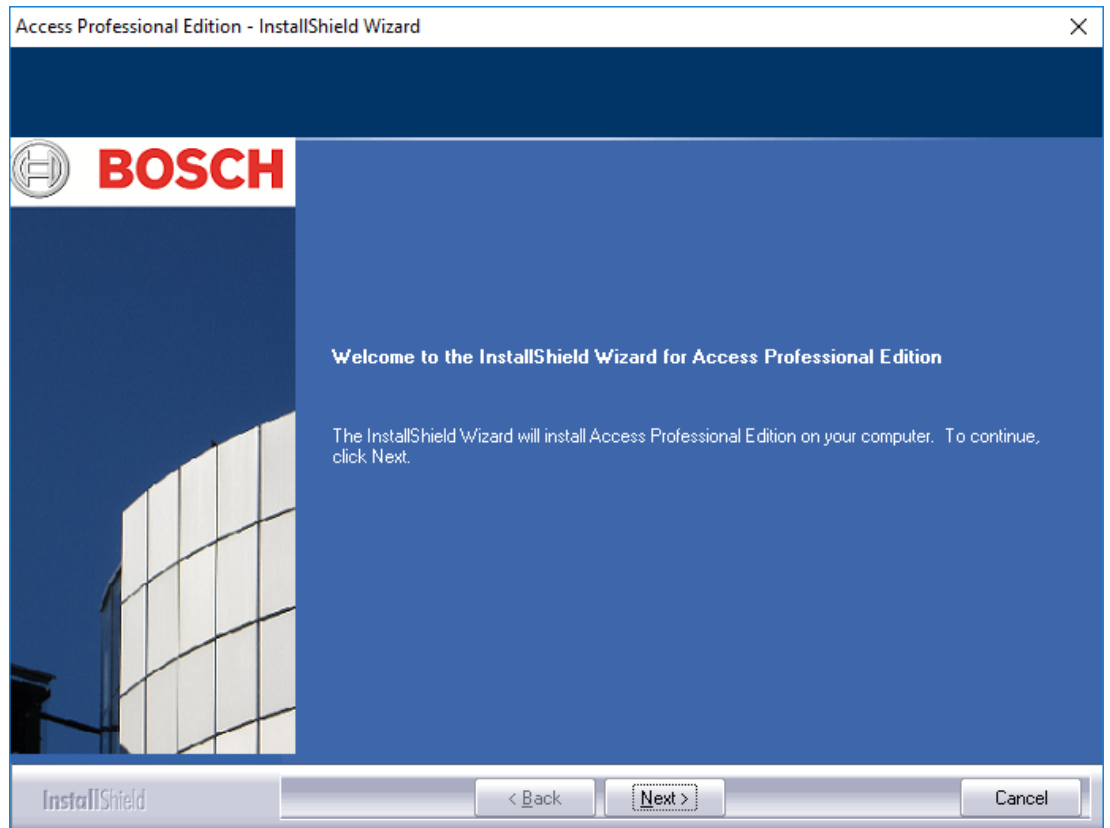 Access Professional Edition - InstallShield Wizard
BOSCH
Welcome to the InstallShield Wizard for Access Professional Edition
The InstallShield Wizard will install Access Professional Edition on your computer.  To continue,
click Next.
InstallShield
< Back
Next >
Cancel